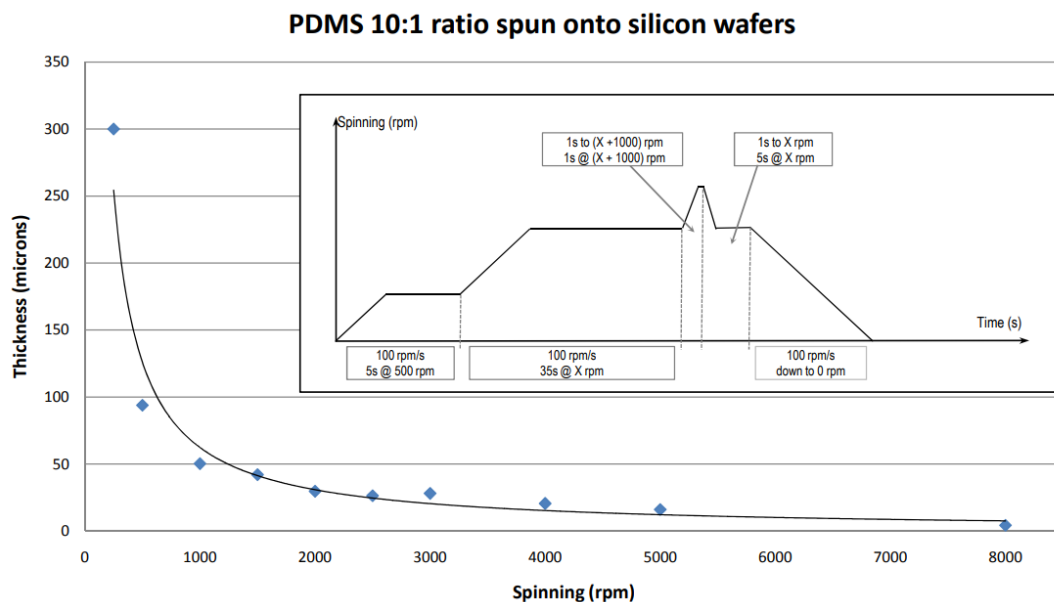 PDMS 10:1 ratio spun onto silicon wafers
350
300
250
200
150
100
50
0
Thickness (microns)
Spinning (rpm)
1s to (X +1000) rpm
1s @ (X + 1000) rpm
1s to X rpm
5s @ X rpm
Time (s)
100 rpm/s
5s @ 500 rpm
100 rpm/s
35s @ X rpm
100 rpm/s
down to 0 rpm
0
1000
2000
3000
4000
5000
6000
7000
8000
Spinning (rpm)